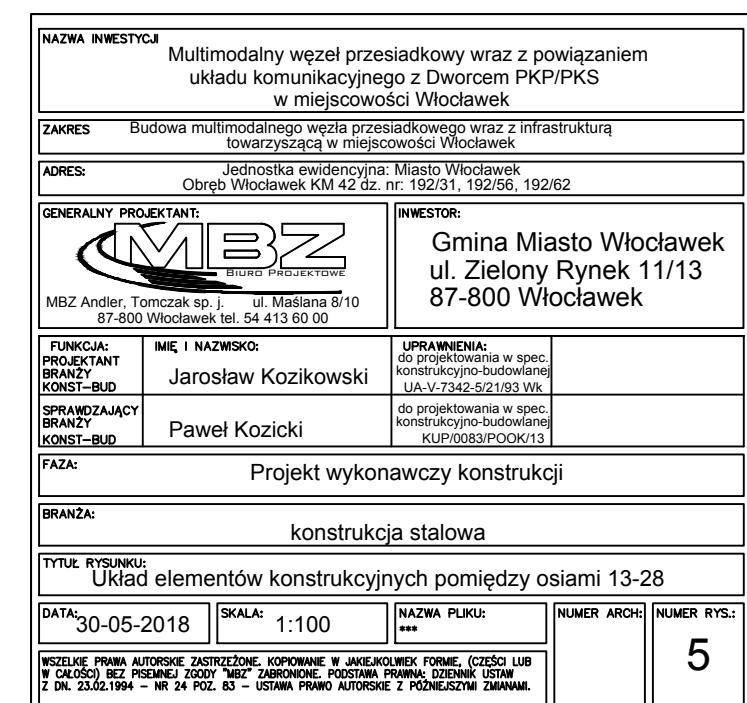 NAZWA INWESTYCJI
Multimodalny węzeł przesiadkowy wraz z powiązaniem
układu komunikacyjnego z Dworcem PKP/PKS
w miejscowości Włocławek
ZAKRES
Budowa multimodalnego węzła przesiadkowego wraz z infrastrukturą
towarzyszącą w miejscowości Włocławek
ADRES:
Jednostka ewidencyjna: Miasto Włocławek
Obręb Włocławek KM 42 dz. nr: 192/31, 192/56, 192/62
GENERALNY PROJEKTANT:
MBZ
BIURO PROJEKTOWE
MBZ Andler, Tomczak sp. j. ul. Maślana 8/10
87-800 Włocławek tel. 54 413 60 00
INWESTOR:
Gmina Miasto Włocławek
ul. Zielony Rynek 11/13
87-800 Włocławek
FUNKCJA:
PROJEKTANT
BRANŻY
KONST-BUD
IMIĘ I NAZWISKO:
Jarosław Kozikowski
UPRAWNIENIA:
do projektowania w spec.
konstrukcyjno-budowlanej
UA-V-7342-5/21/93 Wk
SPRAWDZAJĄCY
BRANŻY
KONST-BUD
Paweł Kozicki
do projektowania w spec.
konstrukcyjno-budowlanej
KUP/0083/POOK/13
FAZA:
Projekt wykonawczy konstrukcji
BRANŻA:
konstrukcja stalowa
TYTUŁ RYSUNKU:
Układ elementów konstrukcyjnych pomiędzy osiami 13-28
DATA:
30-05-2018
SKALA:
1:100
NAZWA PLIKU:
***
NUMER ARCH:
NUMER RYS.:
5
WSZELKIE PRAWA AUTORSKIE ZASTRZEŻONE. KOPIOWANIE W JAKIEJKOLWIEK FORMIE, (CZĘŚCI LUB
W CAŁOŚCI) BEZ PISEMNEJ ZGODY "MBZ" ZABRONIONE. PODSTAWA PRAWNA: DZIENNIK USTAW
Z DN. 23.02.1994 – NR 24 POZ. 83 – USTAWA PRAWO AUTORSKIE Z PÓŹNIEJSZYMI ZMIANAMI.